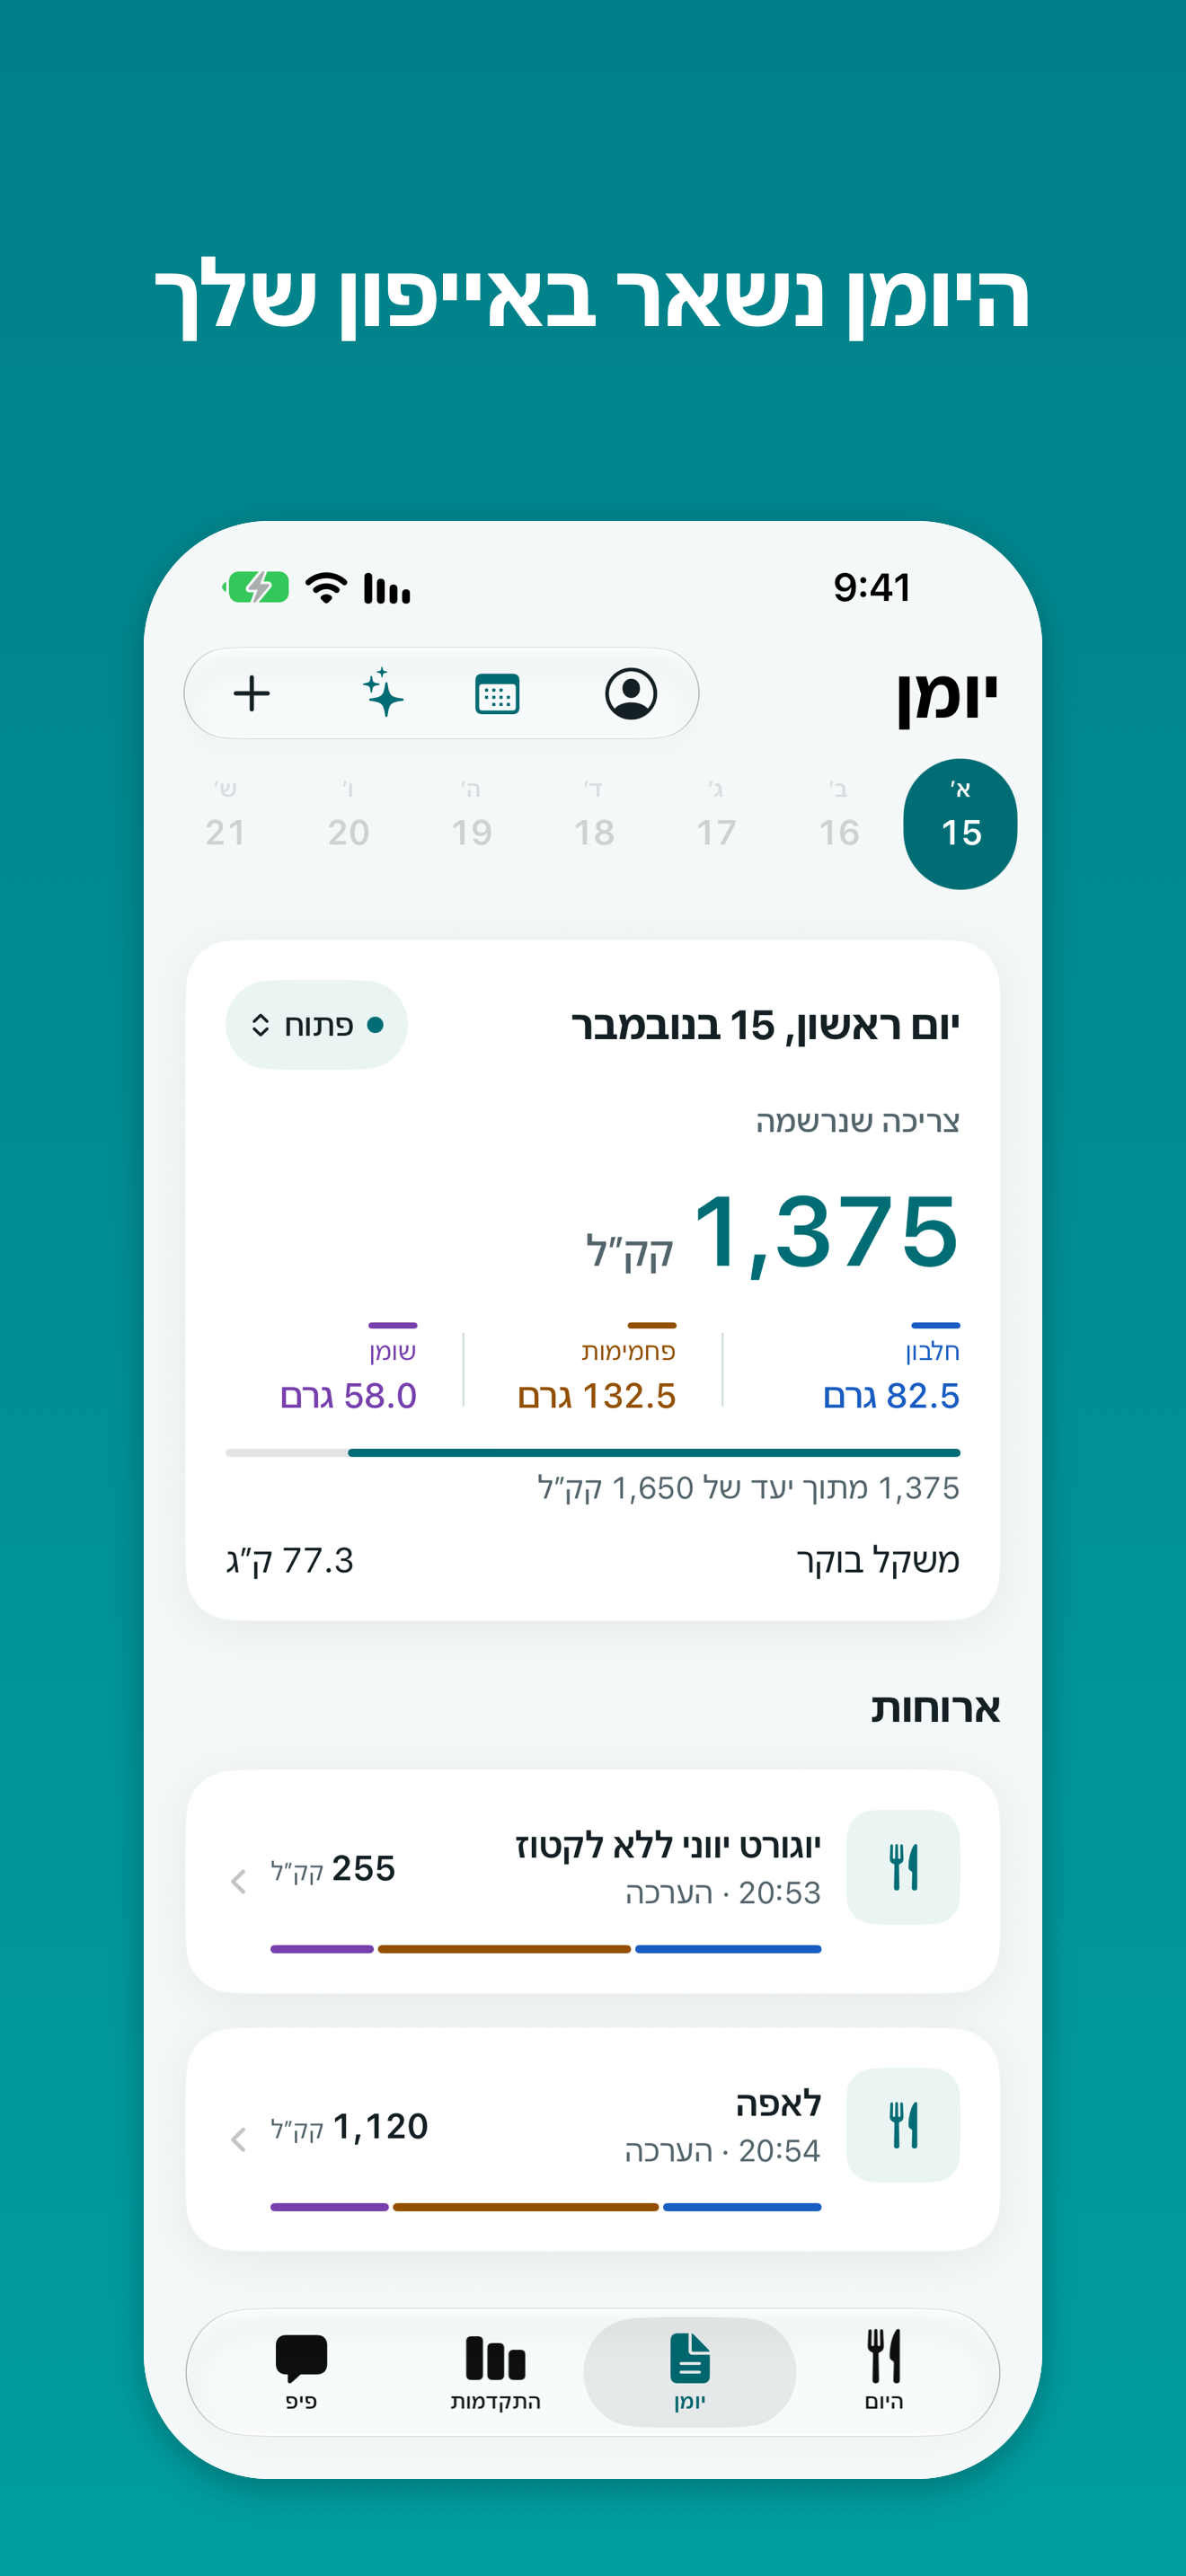 היומן נשאר באייפון שלך
9:41
יומן
א׳ ב׳ ג׳ ד׳ ה׳ ו׳ ש׳
15 16 17 18 19 20 21
יום ראשון, 15 בנובמבר
פתוח
צריכה שנרשמה
1,375 קק״ל
חלבון פחמימות שומן
82.5 גרם 132.5 גרם 58.0 גרם
1,375 מתוך יעד של 1,650 קק״ל
משקל בוקר 77.3 ק״ג
ארוחות
יוגורט יווני ללא לקטוז
255 קק״ל
20:53 · הערכה
לאפה
1,120 קק״ל
20:54 · הערכה
היום יומן התקדמות פיפ